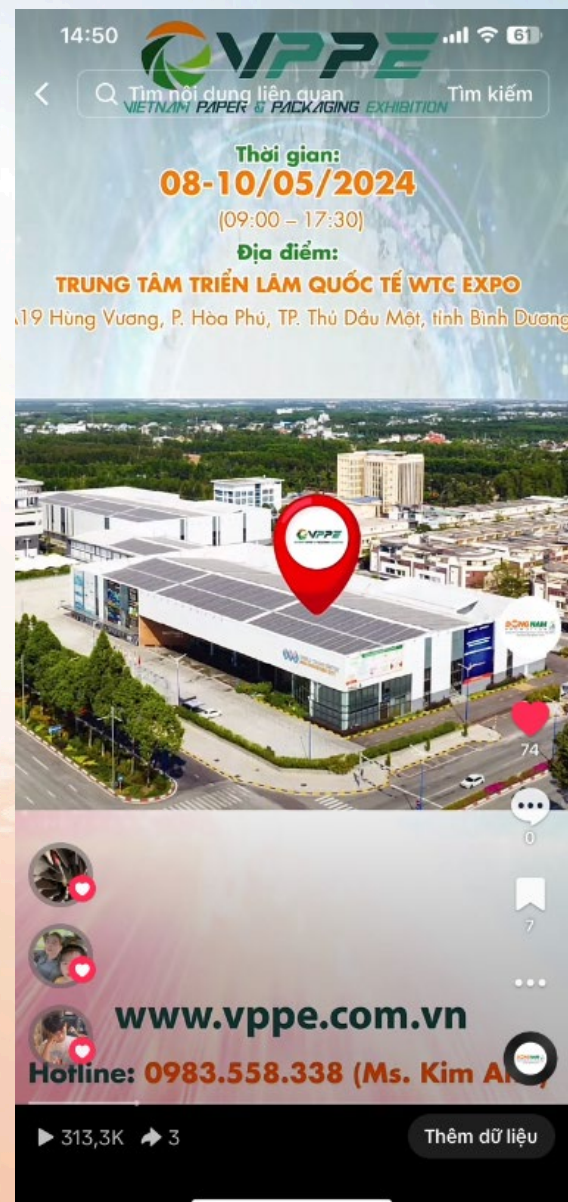 14:50
61
VPPE
Tìm nội dung liên quan
Tìm kiếm
VIETNAM PAPER & PACKAGING EXHIBITION
Thời gian:
08-10/05/2024
(09:00 – 17:30)
Địa điểm:
TRUNG TÂM TRIỂN LÃM QUỐC TẾ WTC EXPO
19 Hùng Vương, P. Hòa Phú, TP. Thủ Dầu Một, tỉnh Bình Dương
VPPE
ĐÔNG NAM
74
0
7
www.vppe.com.vn
Hotline: 0983.558.338 (Ms. Kim
313,3K
3
Thêm dữ liệu